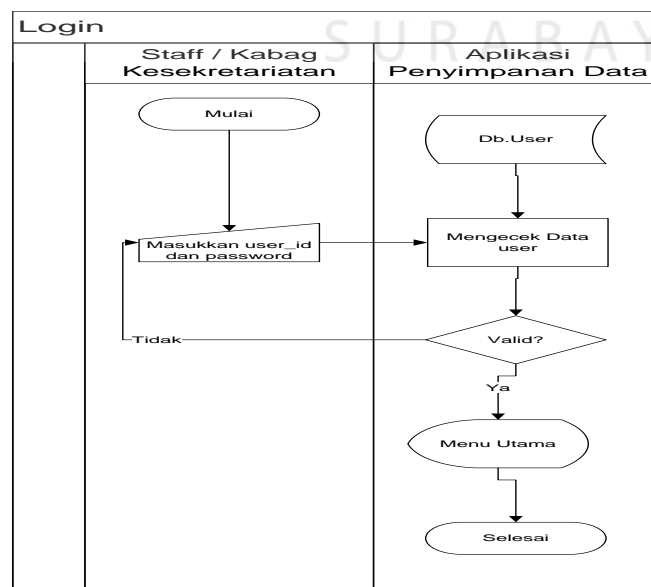 Login
SURABAY
Staff / Kabag
Kesekretariatan
Aplikasi
Penyimpanan Data
Mulai
Db.User
Masukkan user_id
dan password
Mengecek Data
user
Tidak
Valid?
Ya
Menu Utama
Selesai